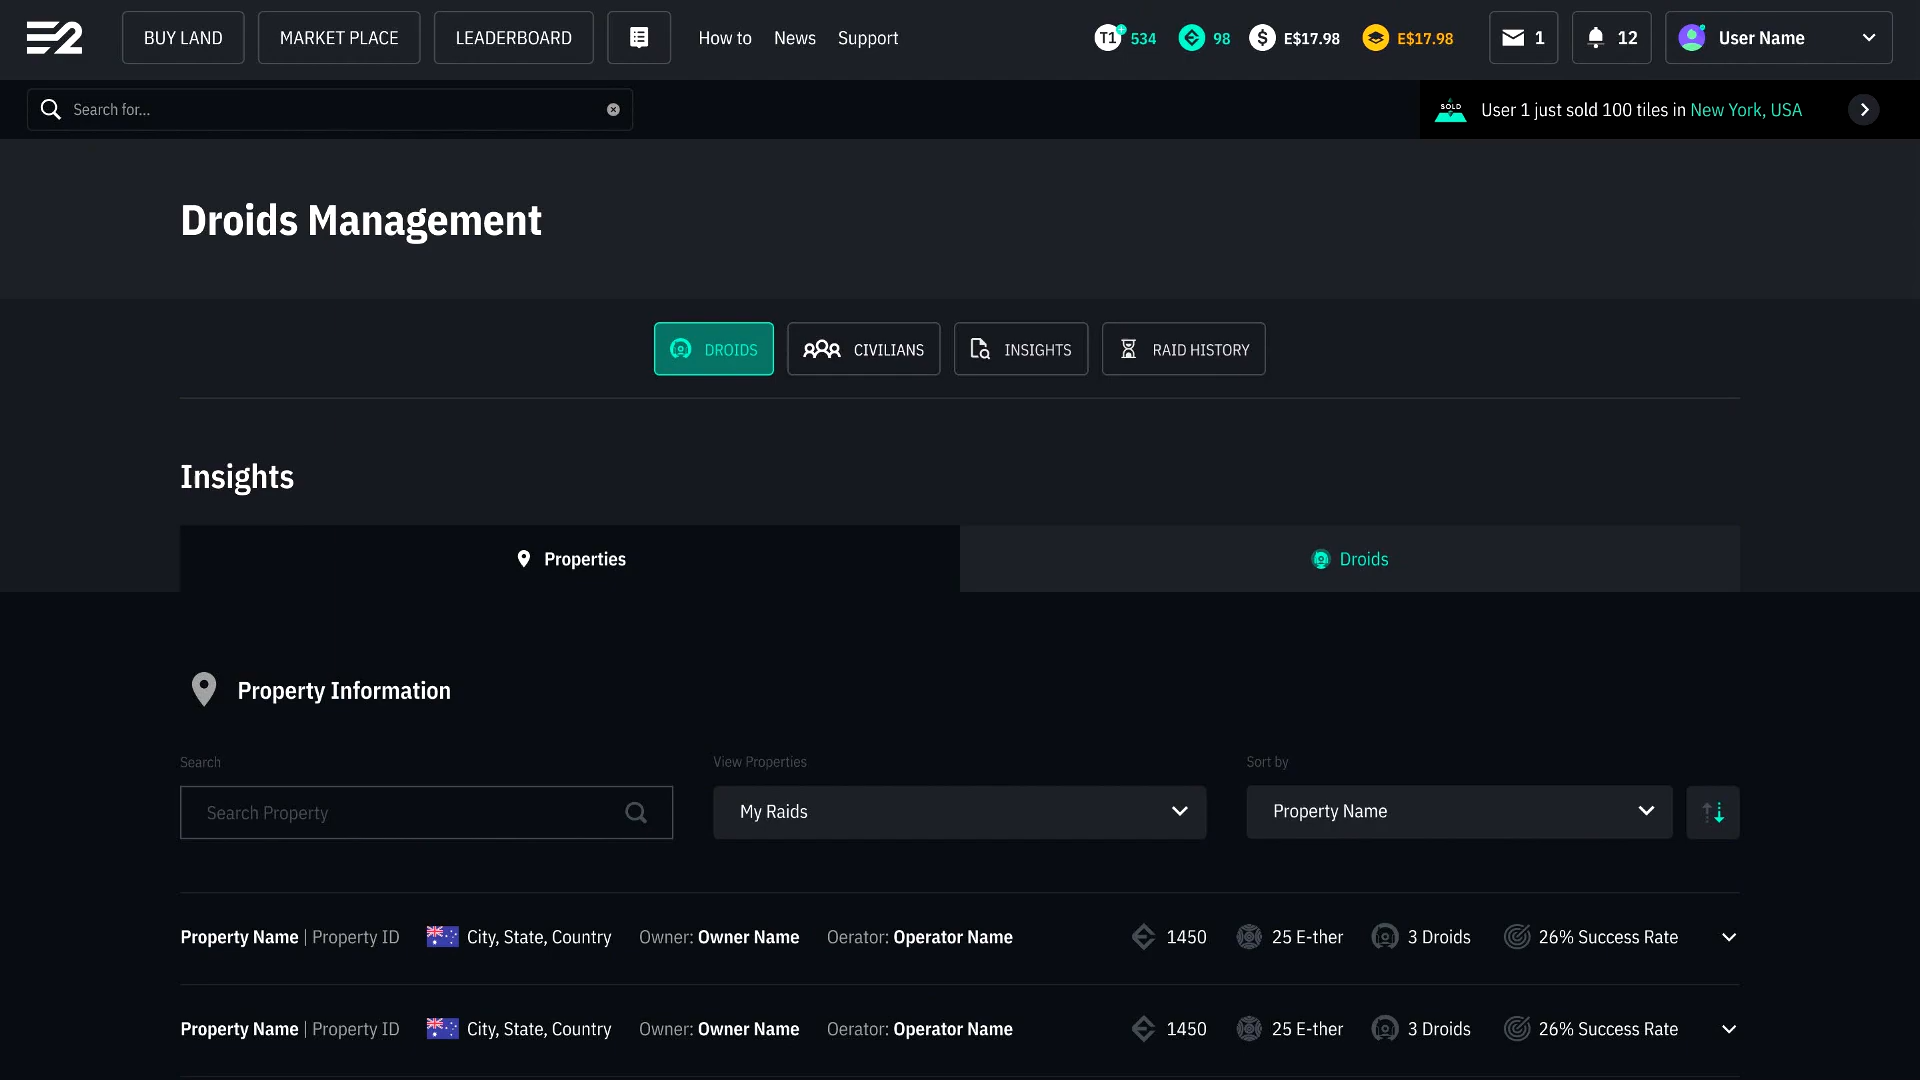 E2 BUY LAND MARKET PLACE LEADERBOARD How to News Support T1 534 98 $ E$17.98 E$17.98 1 12 User Name
Search for... SOLD User 1 just sold 100 tiles in New York, USA
Droids Management
DROIDS CIVILIANS INSIGHTS RAID HISTORY
Insights
Properties Droids
Property Information
Search View Properties Sort by
Search Property My Raids Property Name
Property Name | Property ID City, State, Country Owner: Owner Name Oerator: Operator Name 1450 25 E-ther 3 Droids 26% Success Rate
Property Name | Property ID City, State, Country Owner: Owner Name Oerator: Operator Name 1450 25 E-ther 3 Droids 26% Success Rate